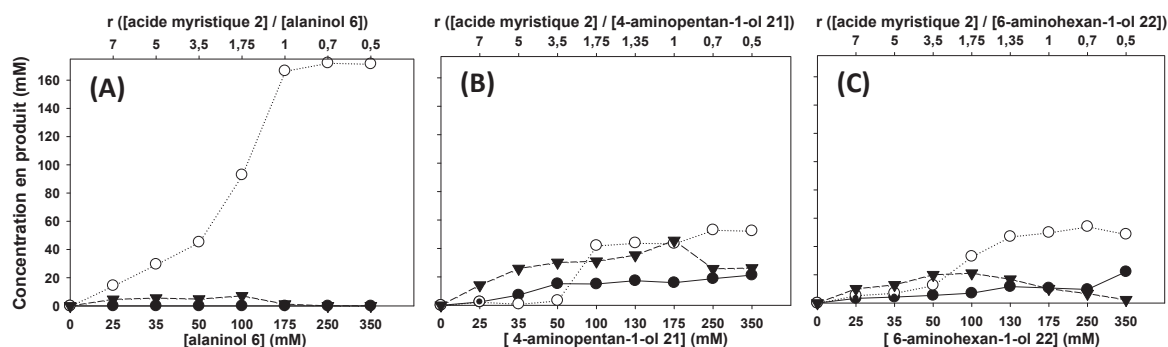 r ([acide myristique 2] / [alaninol 6])
7 5 3,5 1,75 1 0,7 0,5
(A)
Concentration en produit (mM)
160
140
120
100
80
60
40
20
0
0 25 35 50 100 175 250 350
[alaninol 6] (mM)
r ([acide myristique 2] / [4-aminopentan-1-ol 21])
7 5 3,5 1,75 1,35 1 0,7 0,5
(B)
0 25 35 50 100 130 175 250 350
[ 4-aminopentan-1-ol 21] (mM)
r ([acide myristique 2] / [6-aminohexan-1-ol 22])
7 5 3,5 1,75 1,35 1 0,7 0,5
(C)
0 25 35 50 100 130 175 250 350
[ 6-aminohexan-1-ol 22] (mM)